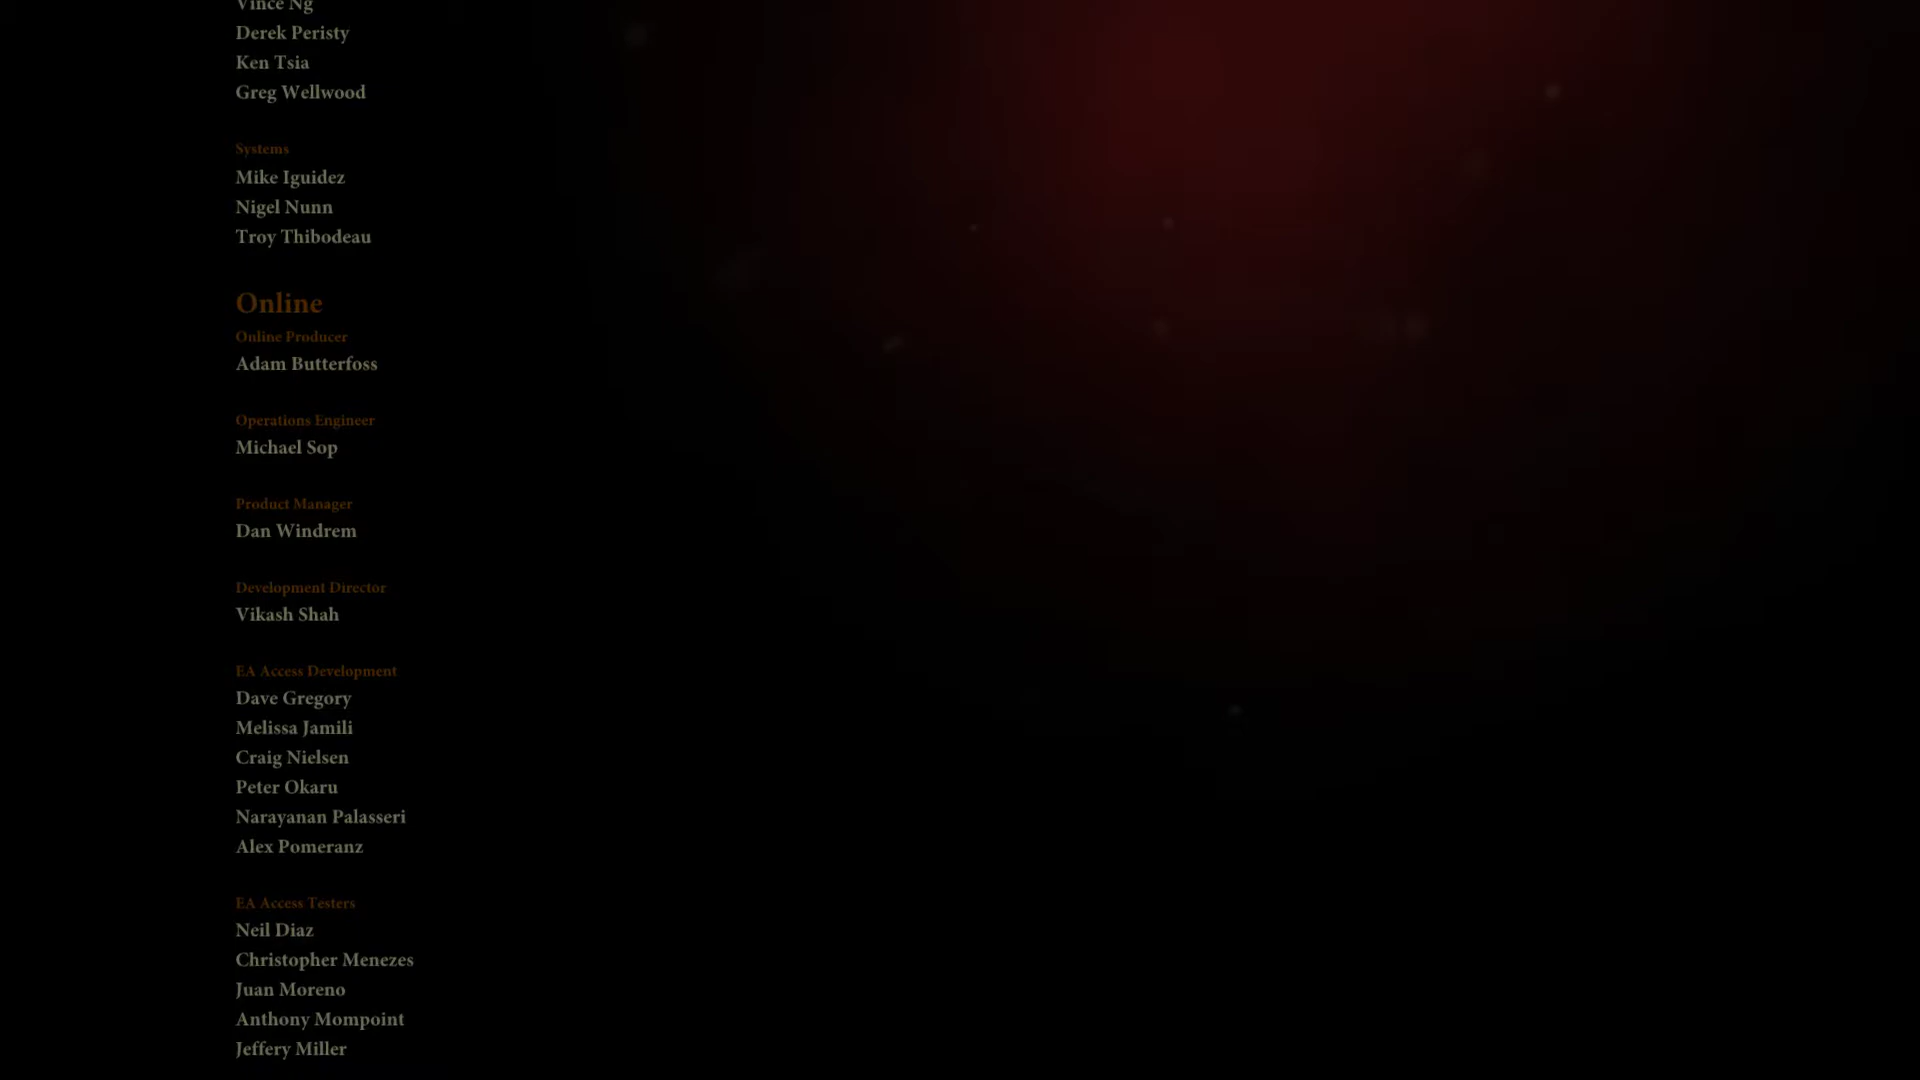 Vince Ng
Derek Peristy
Ken Tsia
Greg Wellwood
Systems
Mike Iguidez
Nigel Nunn
Troy Thibodeau
Online
Online Producer
Adam Butterfoss
Operations Engineer
Michael Sop
Product Manager
Dan Windrem
Development Director
Vikash Shah
EA Access Development
Dave Gregory
Melissa Jamili
Craig Nielsen
Peter Okaru
Narayanan Palasseri
Alex Pomeranz
EA Access Testers
Neil Diaz
Christopher Menezes
Juan Moreno
Anthony Mompoint
Jeffery Miller